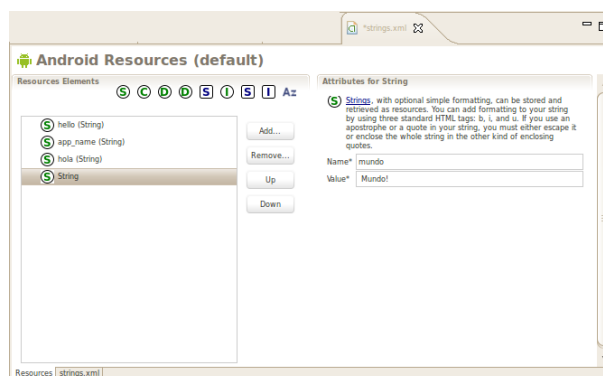 *strings.xml
Android Resources (default)
Resources Elements
S C D D S I S I Az
Attributes for String
Strings, with optional simple formatting, can be stored and
retrieved as resources. You can add formatting to your string
by using three standard HTML tags: b, i, and u. If you use an
apostrophe or a quote in your string, you must either escape it
or enclose the whole string in the other kind of enclosing
quotes.
S hello (String)
S app_name (String)
S hola (String)
S String
Add...
Remove...
Up
Down
Name* mundo
Value* Mundo!
Resources strings.xml